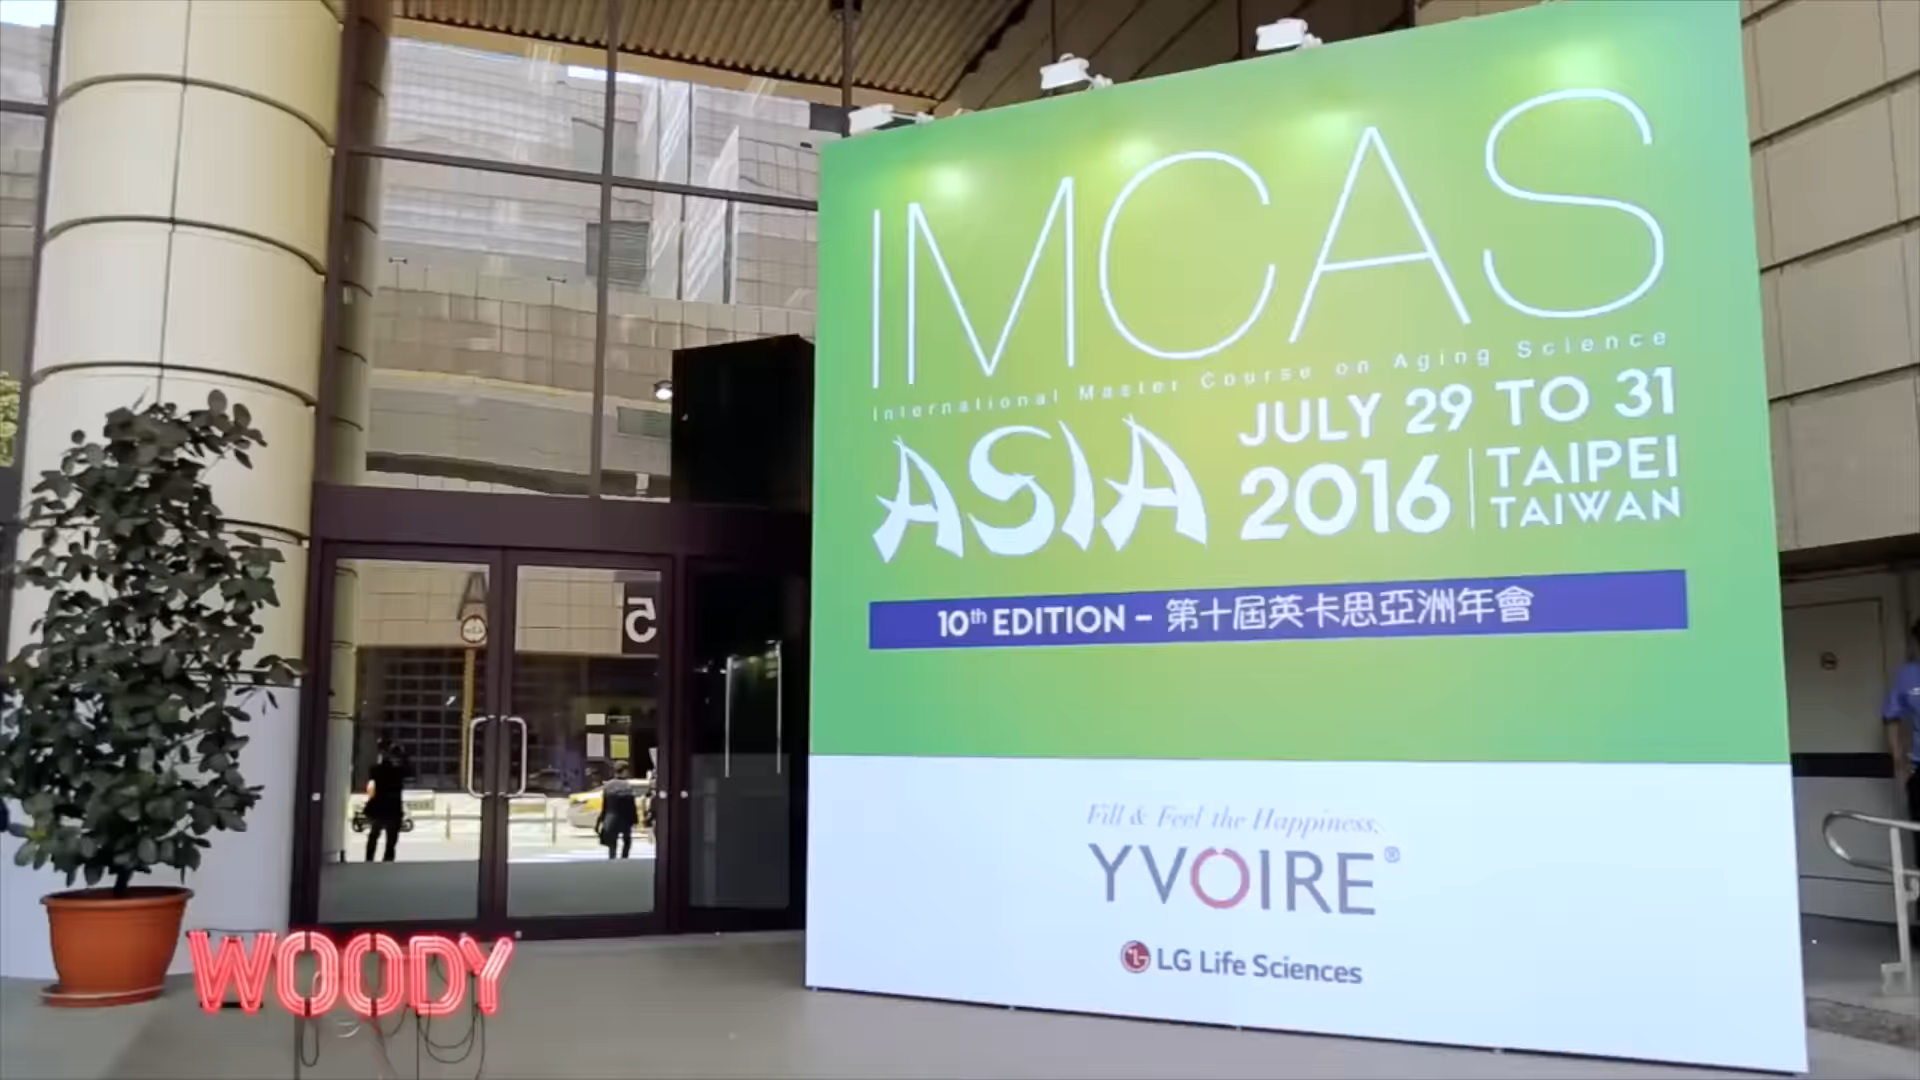 IMCAS
International Master Course on Aging Science
ASIA
JULY 29 TO 31
2016
TAIPEI
TAIWAN
10th EDITION - 第十屆英卡思亞洲年會
Fill & Feel the Happiness.
YVOIRE®
LG Life Sciences
5
WOODY